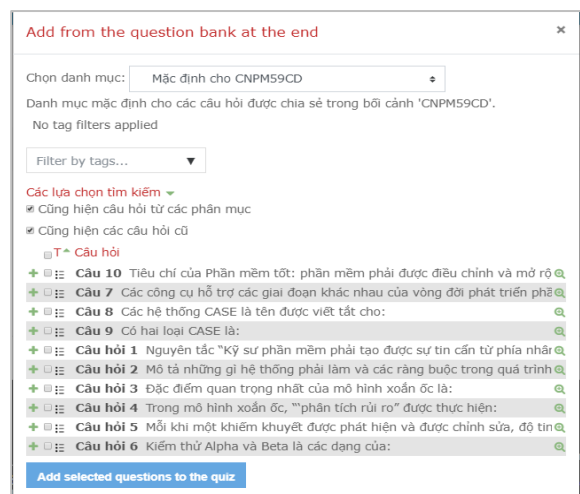 Add from the question bank at the end ×
Chọn danh mục: Mặc định cho CNPM59CD
Danh mục mặc định cho các câu hỏi được chia sẻ trong bối cảnh 'CNPM59CD'.
No tag filters applied
Filter by tags... ▼
Các lựa chọn tìm kiếm
Cũng hiện câu hỏi từ các phần mục
Cũng hiện các câu hỏi cũ
T Câu hỏi
Câu 10 Tiêu chí của Phần mềm tốt: phần mềm phải được điều chỉnh và mở rộ
Câu 7 Các công cụ hỗ trợ các giai đoạn khác nhau của vòng đời phát triển phầ
Câu 8 Các hệ thống CASE là tên được viết tắt cho:
Câu 9 Có hai loại CASE là:
Câu hỏi 1 Nguyên tắc “Kỹ sư phần mềm phải tạo được sự tin cẩn từ phía nhân
Câu hỏi 2 Mô tả những gì hệ thống phải làm và các ràng buộc trong quá trình
Câu hỏi 3 Đặc điểm quan trọng nhất của mô hình xoắn ốc là:
Câu hỏi 4 Trong mô hình xoắn ốc, “'phân tích rủi ro” được thực hiện:
Câu hỏi 5 Mỗi khi một khiếm khuyết được phát hiện và được chỉnh sửa, độ tin
Câu hỏi 6 Kiểm thử Alpha và Beta là các dạng của:
Add selected questions to the quiz